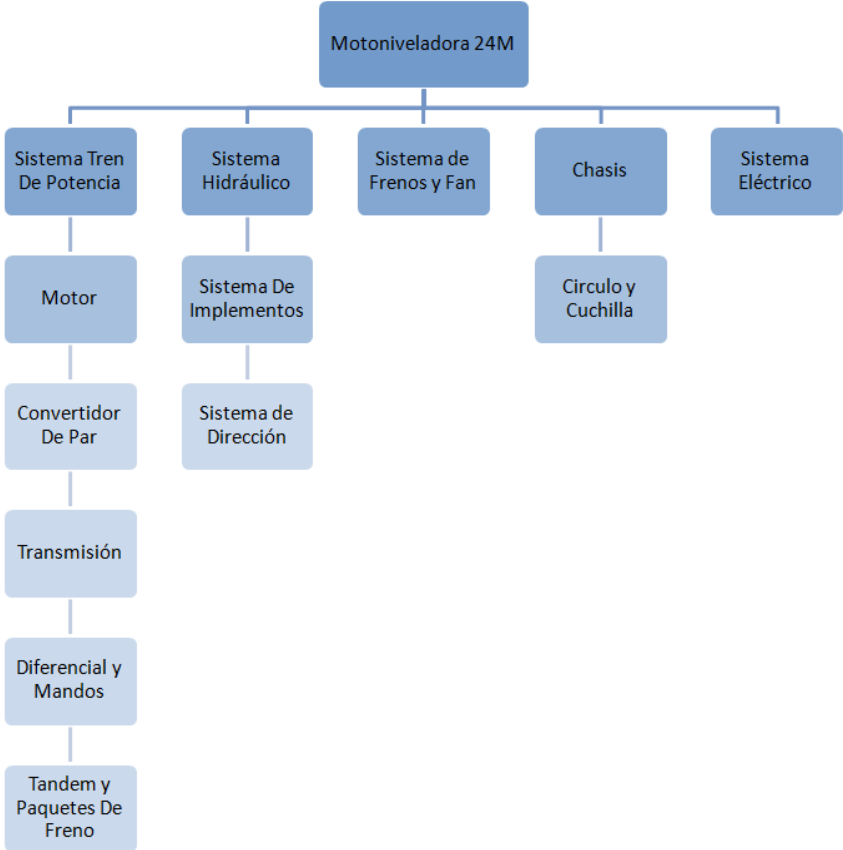 Motoniveladora 24M
Sistema Tren
De Potencia
Sistema
Hidráulico
Sistema de
Frenos y Fan
Chasis
Sistema
Eléctrico
Motor
Sistema De
Implementos
Circulo y
Cuchilla
Convertidor
De Par
Sistema de
Dirección
Transmisión
Diferencial y
Mandos
Tandem y
Paquetes De
Freno